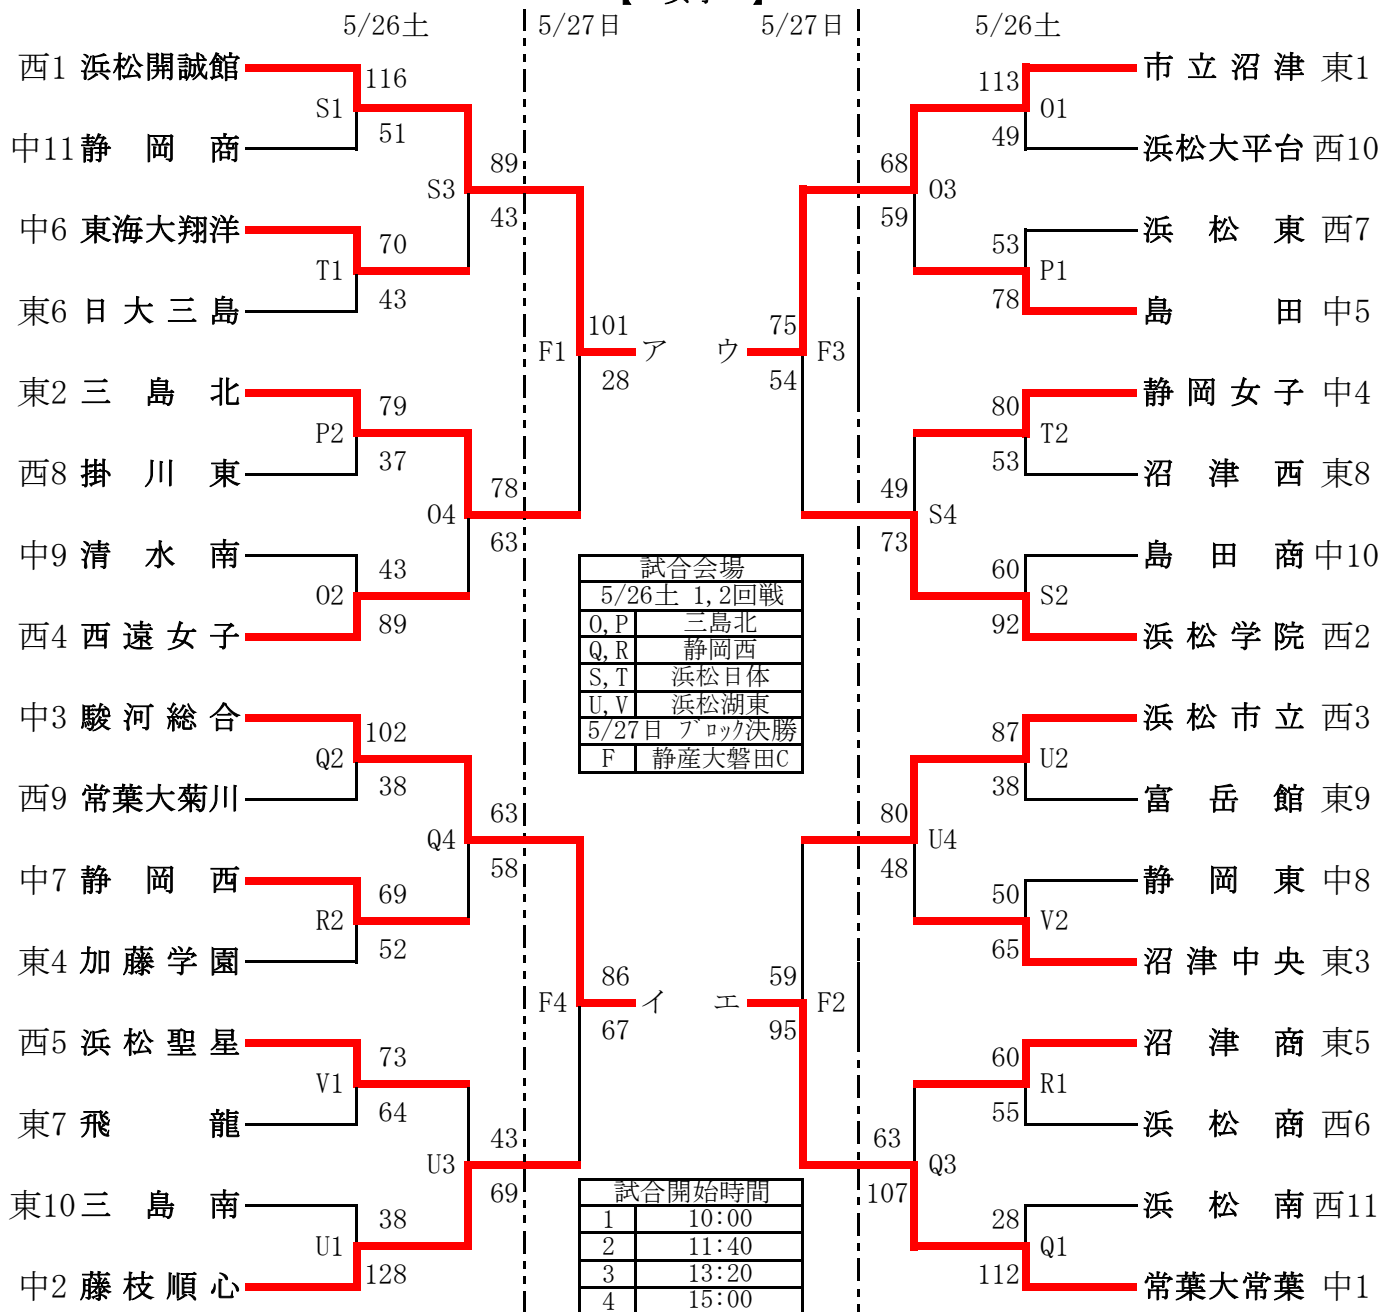 5/26土 5/27日 5/27日 5/26土
西1 浜松開誠館 116 113 市立沼津 東1
S1 O1
中11 静岡商 51 49 浜松大平台 西10
89 68
S3 O3
43 59
中6 東海大翔洋 70 53 浜松東 西7
T1 P1
東6 日大三島 43 78 島田 中5
101 75
F1 ア ウ F3
28 54
東2 三島北 79 80 静岡女子 中4
P2 T2
西8 掛川東 37 53 沼津西 東8
78 49
O4 S4
63 73
中9 清水南 43 60 島田商 中10
O2 S2
西4 西遠女子 89 92 浜松学院 西2
試合会場
5/26土 1,2回戦
O,P 三島北
Q,R 静岡西
S,T 浜松日体
U,V 浜松湖東
5/27日 ブロック決勝
F 静産大磐田C
中3 駿河総合 102 87 浜松市立 西3
Q2 U2
西9 常葉大菊川 38 38 富岳館 東9
63 80
Q4 U4
58 48
中7 静岡西 69 50 静岡東 中8
R2 V2
東4 加藤学園 52 65 沼津中央 東3
86 59
F4 イ エ F2
67 95
西5 浜松聖星 73 60 沼津商 東5
V1 R1
東7 飛龍 64 55 浜松商 西6
43 63
U3 Q3
69 107
東10 三島南 38 28 浜松南 西11
U1 Q1
中2 藤枝順心 128 112 常葉大常葉 中1
試合開始時間
1 10:00
2 11:40
3 13:20
4 15:00